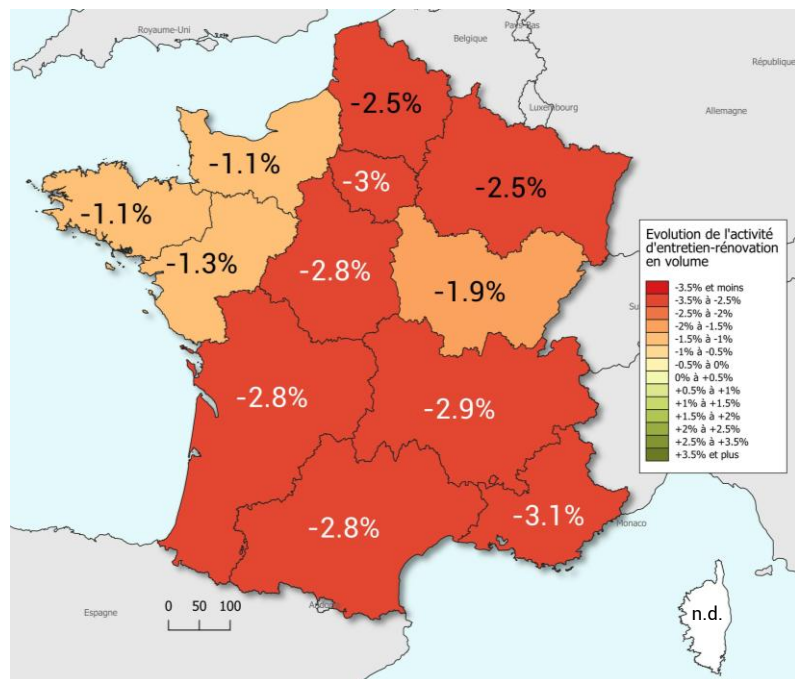 Royaume-Uni
Pays-Bas
Belgique
République
Luxembourg
Allemagne
-2.5%
-1.1%
-3%
-2.5%
-1.1%
-1.3%
-2.8%
-1.9%
Evolution de l'activité
d'entretien-rénovation
en volume
-3.5% et moins
-3.5% à -2.5%
-2.5% à -2%
-2% à -1.5%
-1.5% à -1%
-1% à -0.5%
-0.5% à 0%
0% à +0.5%
+0.5% à +1%
+1% à +1.5%
+1.5% à +2%
+2% à +2.5%
+2.5% à +3.5%
+3.5% et plus
Su
-2.8%
-2.9%
-2.8%
-3.1%
Monaco
Espagne
0 50 100
n.d.